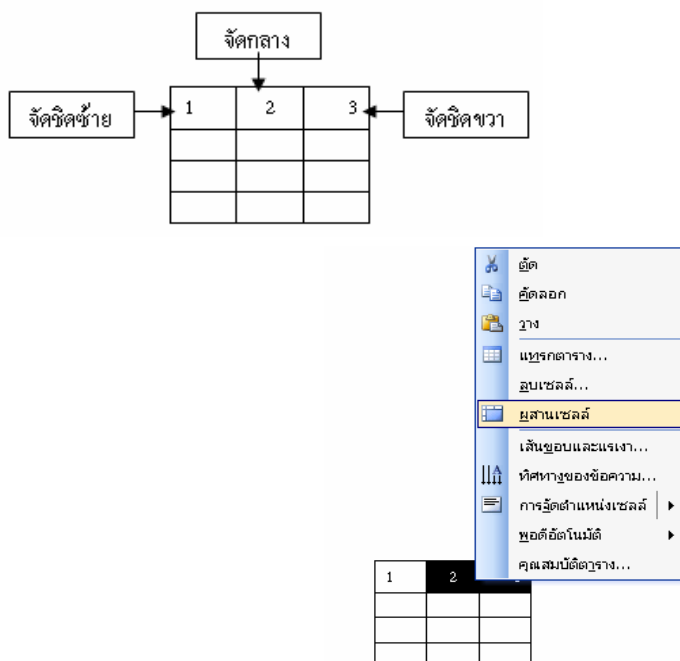 จัดกลาง
จัดชิดซ้าย
1 2 3
จัดชิดขวา
ตัด
คัดลอก
วาง
แทรกตาราง...
ลบเซลล์...
ผสานเซลล์
เส้นขอบและแรเงา...
ทิศทางของข้อความ...
การจัดตำแหน่งเซลล์
พอดีอัตโนมัติ
คุณสมบัติตาราง...
1 2